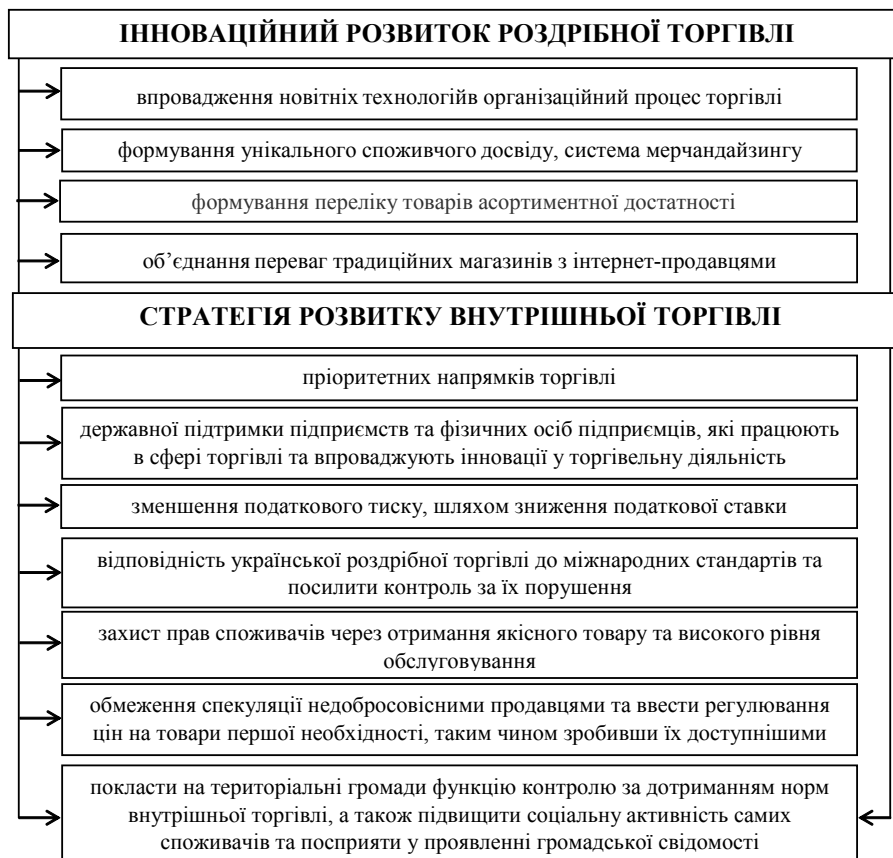 ІННОВАЦІЙНИЙ РОЗВИТОК РОЗДРІБНОЇ ТОРГІВЛІ
впровадження новітніх технологійв організаційний процес торгівлі
формування унікального споживчого досвіду, система мерчандайзингу
формування переліку товарів асортиментної достатності
об’єднання переваг традиційних магазинів з інтернет-продавцями
СТРАТЕГІЯ РОЗВИТКУ ВНУТРІШНЬОЇ ТОРГІВЛІ
пріоритетних напрямків торгівлі
державної підтримки підприємств та фізичних осіб підприємців, які працюють
в сфері торгівлі та впроваджують інновації у торгівельну діяльність
зменшення податкового тиску, шляхом зниження податкової ставки
відповідність української роздрібної торгівлі до міжнародних стандартів та
посилити контроль за їх порушення
захист прав споживачів через отримання якісного товару та високого рівня
обслуговування
обмеження спекуляції недобросовісними продавцями та ввести регулювання
цін на товари першої необхідності, таким чином зробивши їх доступнішими
покласти на територіальні громади функцію контролю за дотриманням норм
внутрішньої торгівлі, а також підвищити соціальну активність самих
споживачів та посприяти у проявленні громадської свідомості